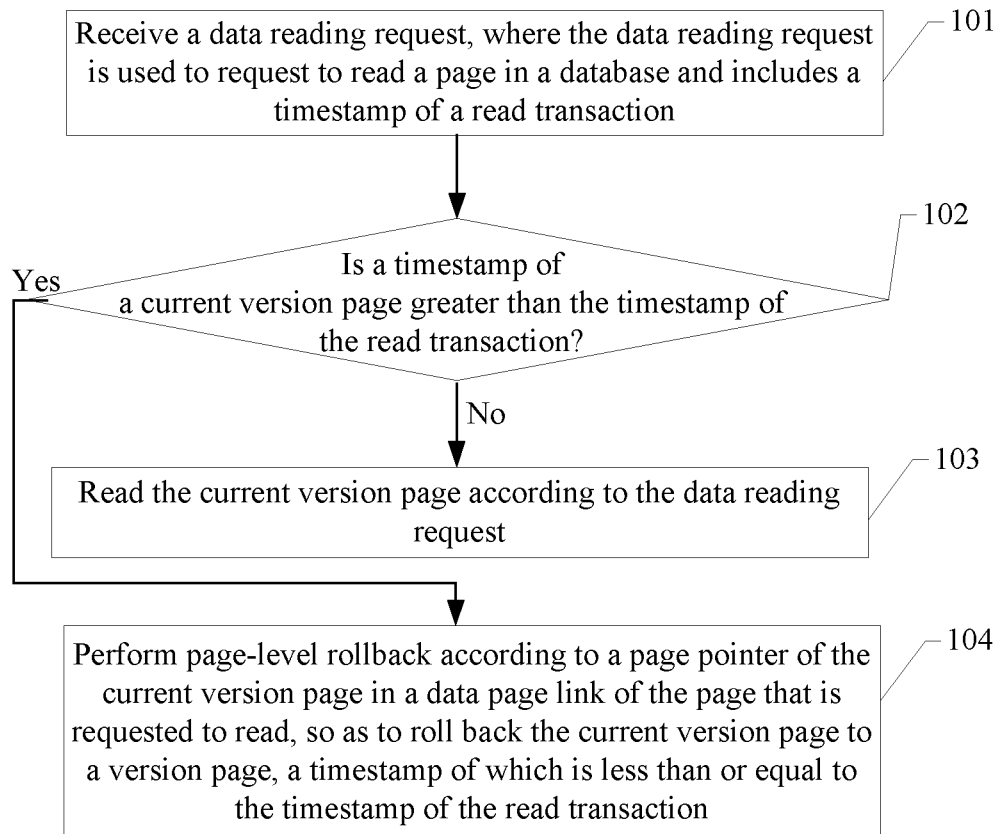 Receive a data reading request, where the data reading request
is used to request to read a page in a database and includes a
timestamp of a read transaction
101
Is a timestamp of
a current version page greater than the timestamp of
the read transaction?
102
Yes
No
Read the current version page according to the data reading
request
103
Perform page-level rollback according to a page pointer of the
current version page in a data page link of the page that is
requested to read, so as to roll back the current version page to
a version page, a timestamp of which is less than or equal to
the timestamp of the read transaction
104